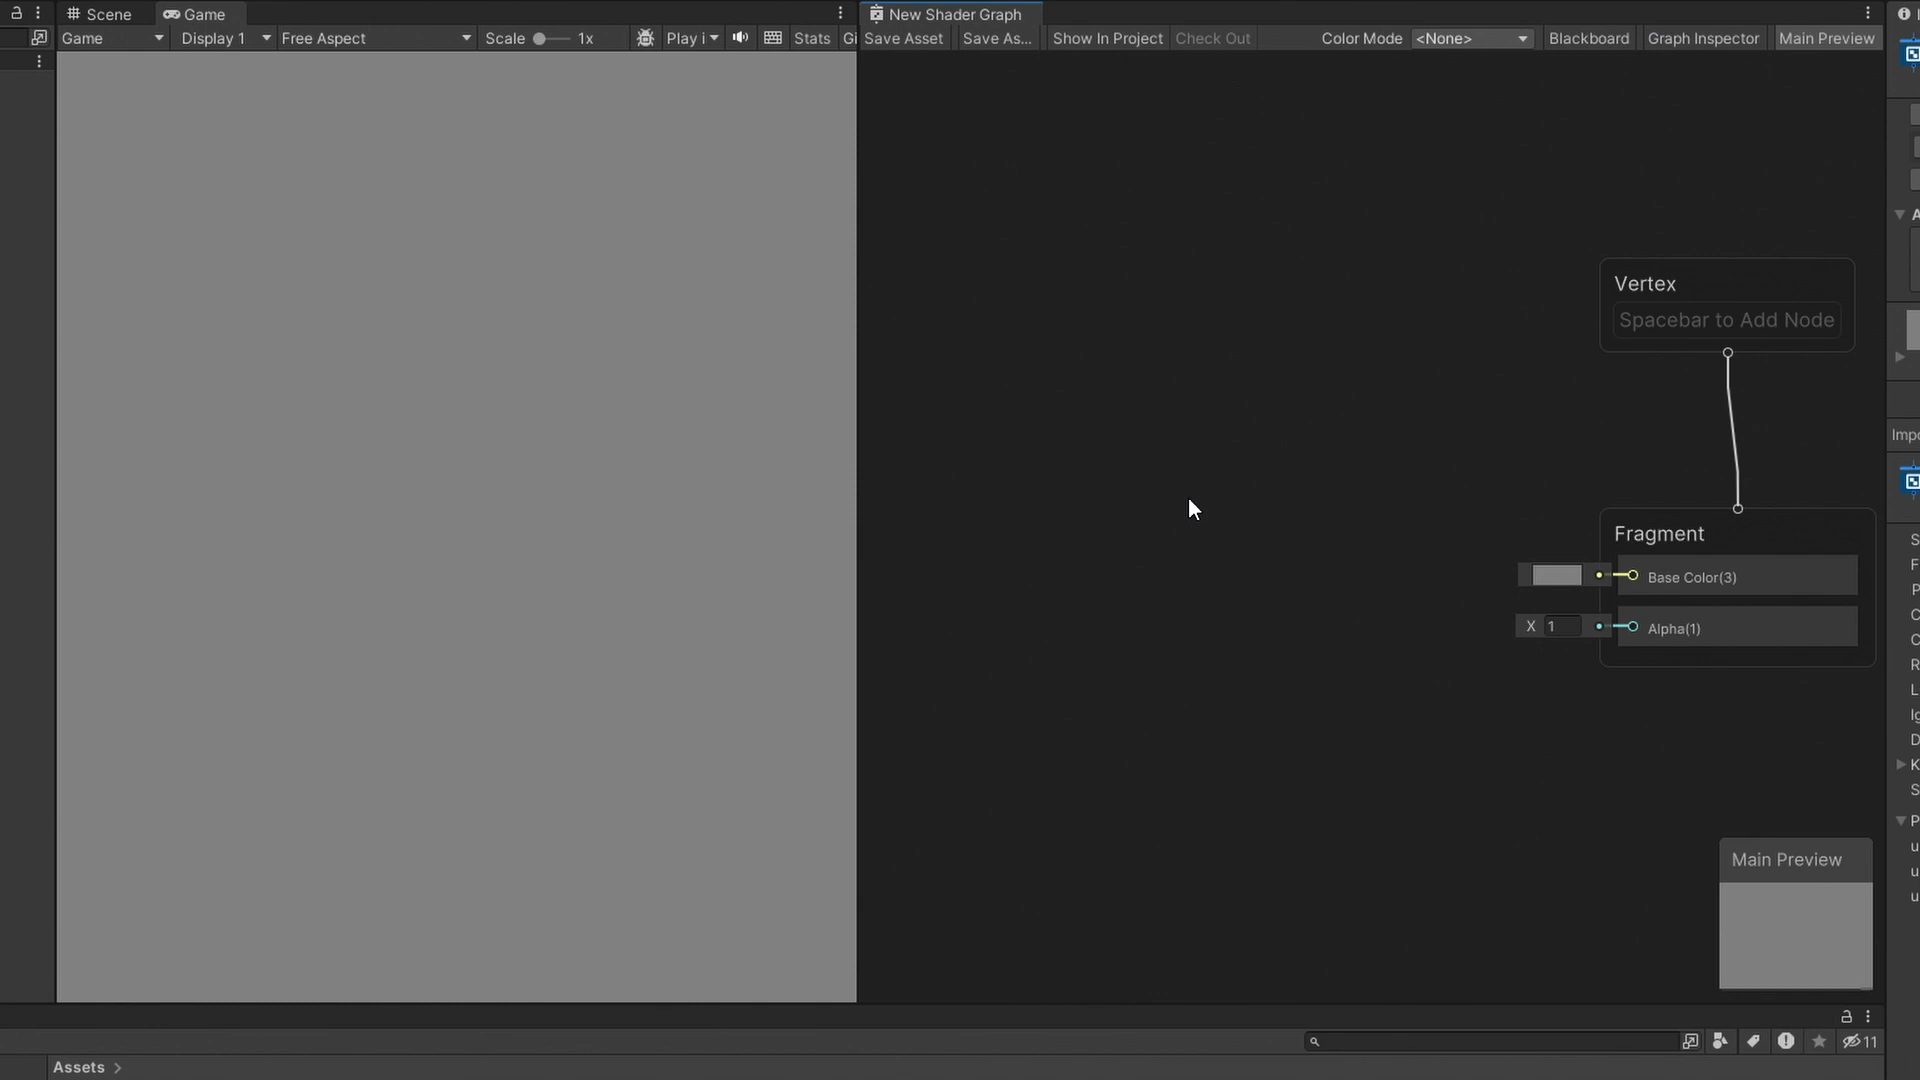 Scene
Game
New Shader Graph
Game
Display 1
Free Aspect
Scale
1x
Play i
Stats
Gi
Save Asset
Save As...
Show In Project
Check Out
Color Mode
<None>
Blackboard
Graph Inspector
Main Preview
Vertex
Spacebar to Add Node
Impo
Fragment
Base Color(3)
X 1
Alpha(1)
Main Preview
11
Assets